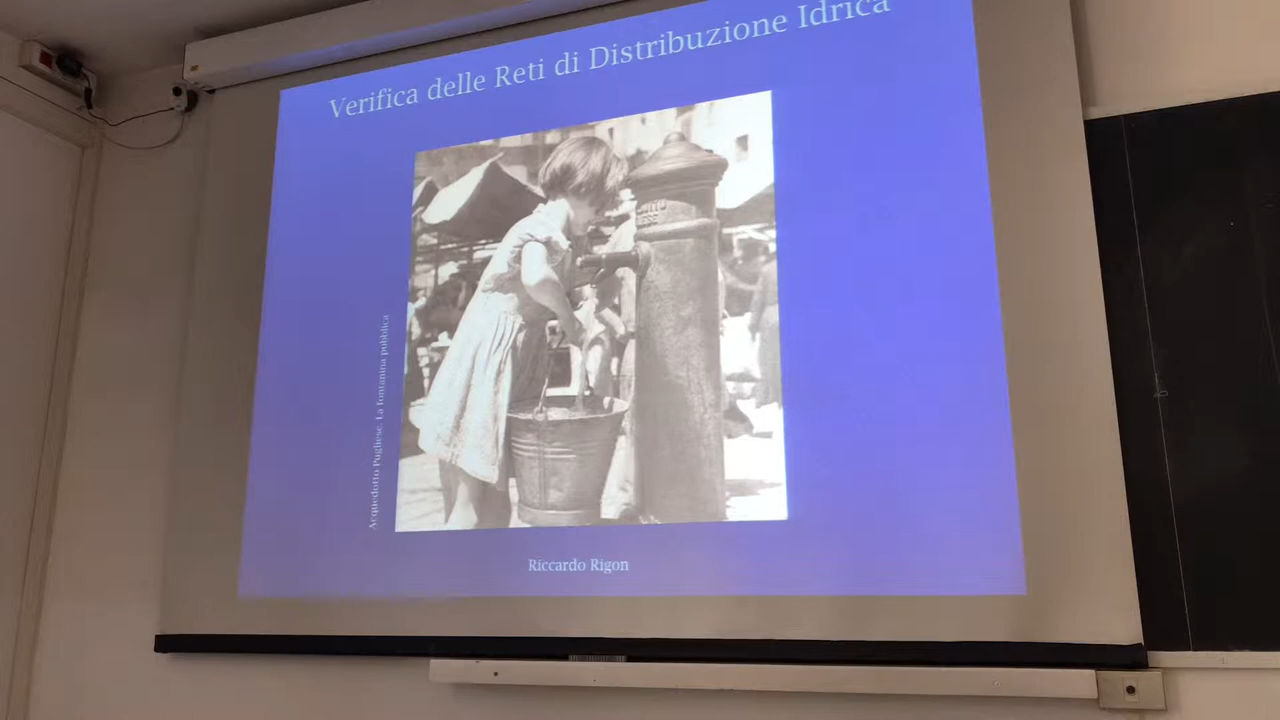 Verifica delle Reti di Distribuzione Idrica
Acquedotto Pugliese. La fontanina pubblica
Riccardo Rigon